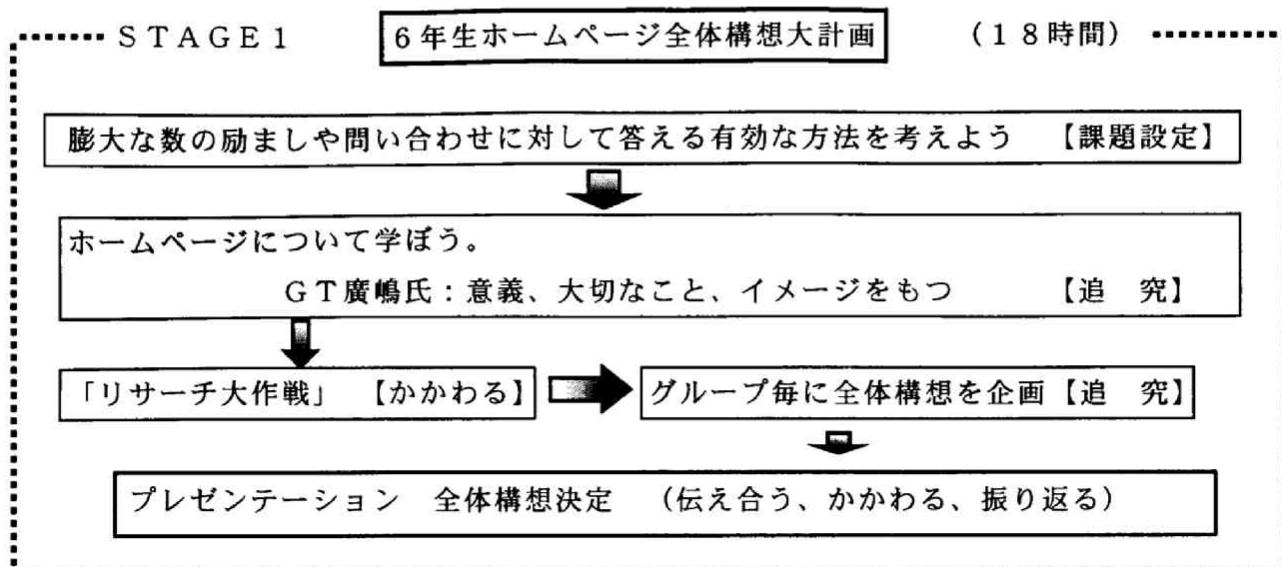 STAGE1 6年生ホームページ全体構想大計画 (18時間)
膨大な数の励ましや問い合わせに対して答える有効な方法を考えよう 【課題設定】
ホームページについて学ぼう。
GT廣嶋氏:意義、大切なこと、イメージをもつ 【追 究】
「リサーチ大作戦」 【かかわる】 グループ毎に全体構想を企画【追 究】
プレゼンテーション 全体構想決定 (伝え合う、かかわる、振り返る)